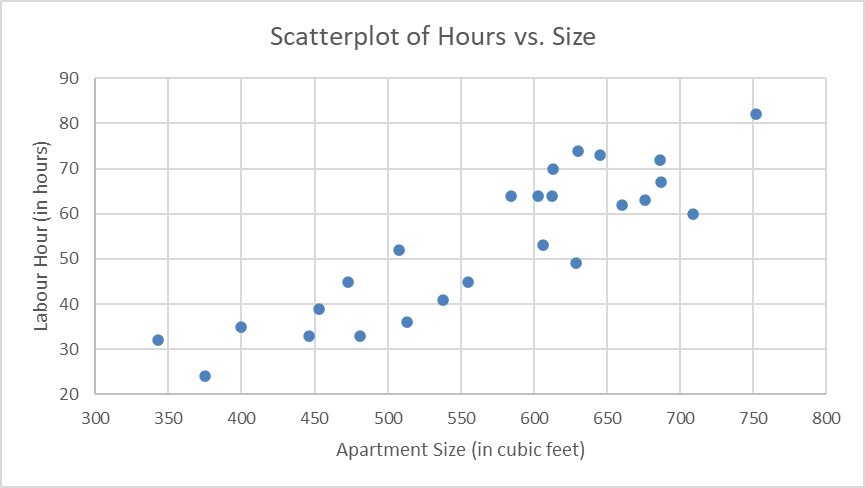 Scatterplot of Hours vs. Size
90
80
70
60
50
40
30
20
Labour Hour (in hours)
300 350 400 450 500 550 600 650 700 750 800
Apartment Size (in cubic feet)